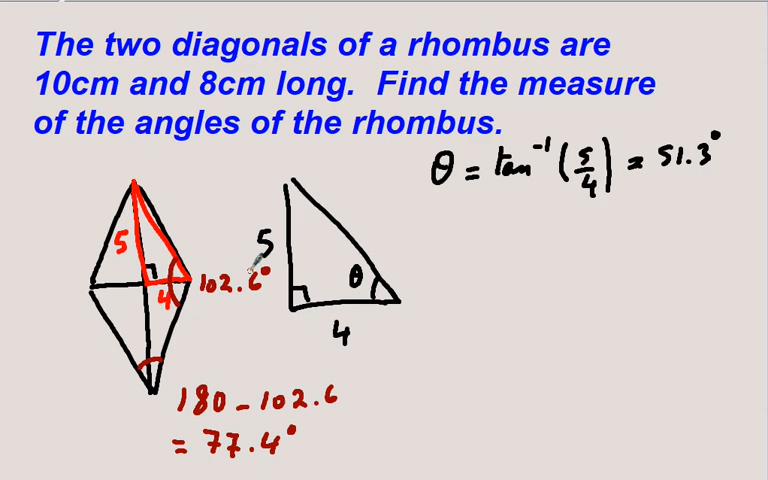 The two diagonals of a rhombus are
10cm and 8cm long. Find the measure
of the angles of the rhombus.
θ = tan⁻¹ (5/4) = 51.3°
5
4
102.6°
5
θ
4
180 - 102.6
= 77.4°